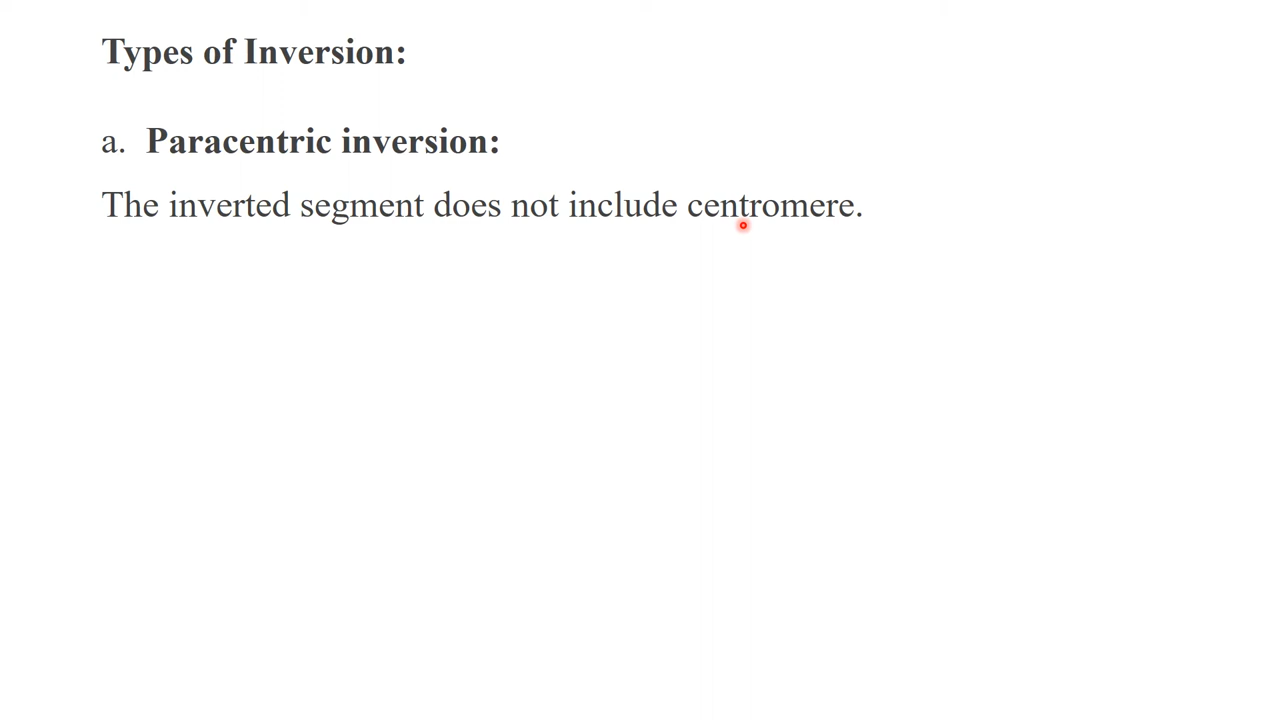 Types of Inversion:
a. Paracentric inversion:
The inverted segment does not include centromere.